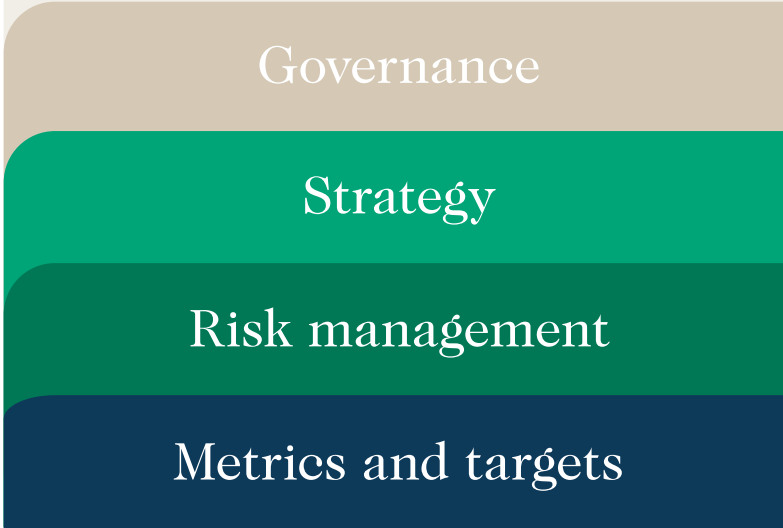 Governance
Strategy
Risk management
Metrics and targets